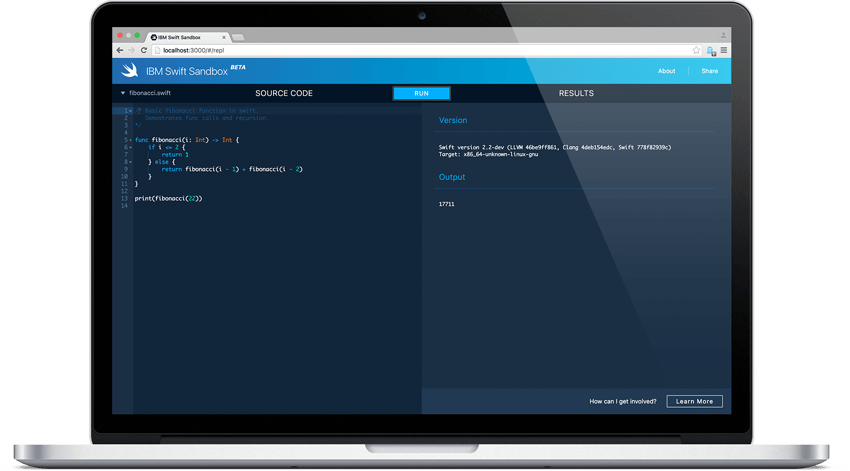 IBM Swift Sandbox
localhost:3000/#/repl
IBM Swift Sandbox BETA
About
Share
fibonacci.swift
SOURCE CODE
RUN
RESULTS
1 /* Basic fibonacci function in swift.
2 Demontrates func calls and recursion.
3 */
4
5 func fibonacci(i: Int) -> Int {
6 if i <= 2 {
7 return 1
8 } else {
9 return fibonacci(i - 1) + fibonacci(i - 2)
10 }
11 }
12
13 print(fibonacci(22))
14
Version
Swift version 2.2-dev (LLVM 46be9ff861, Clang 4deb154edc, Swift 778f82939c)
Target: x86_64-unknown-linux-gnu
Output
17711
How can I get involved?
Learn More